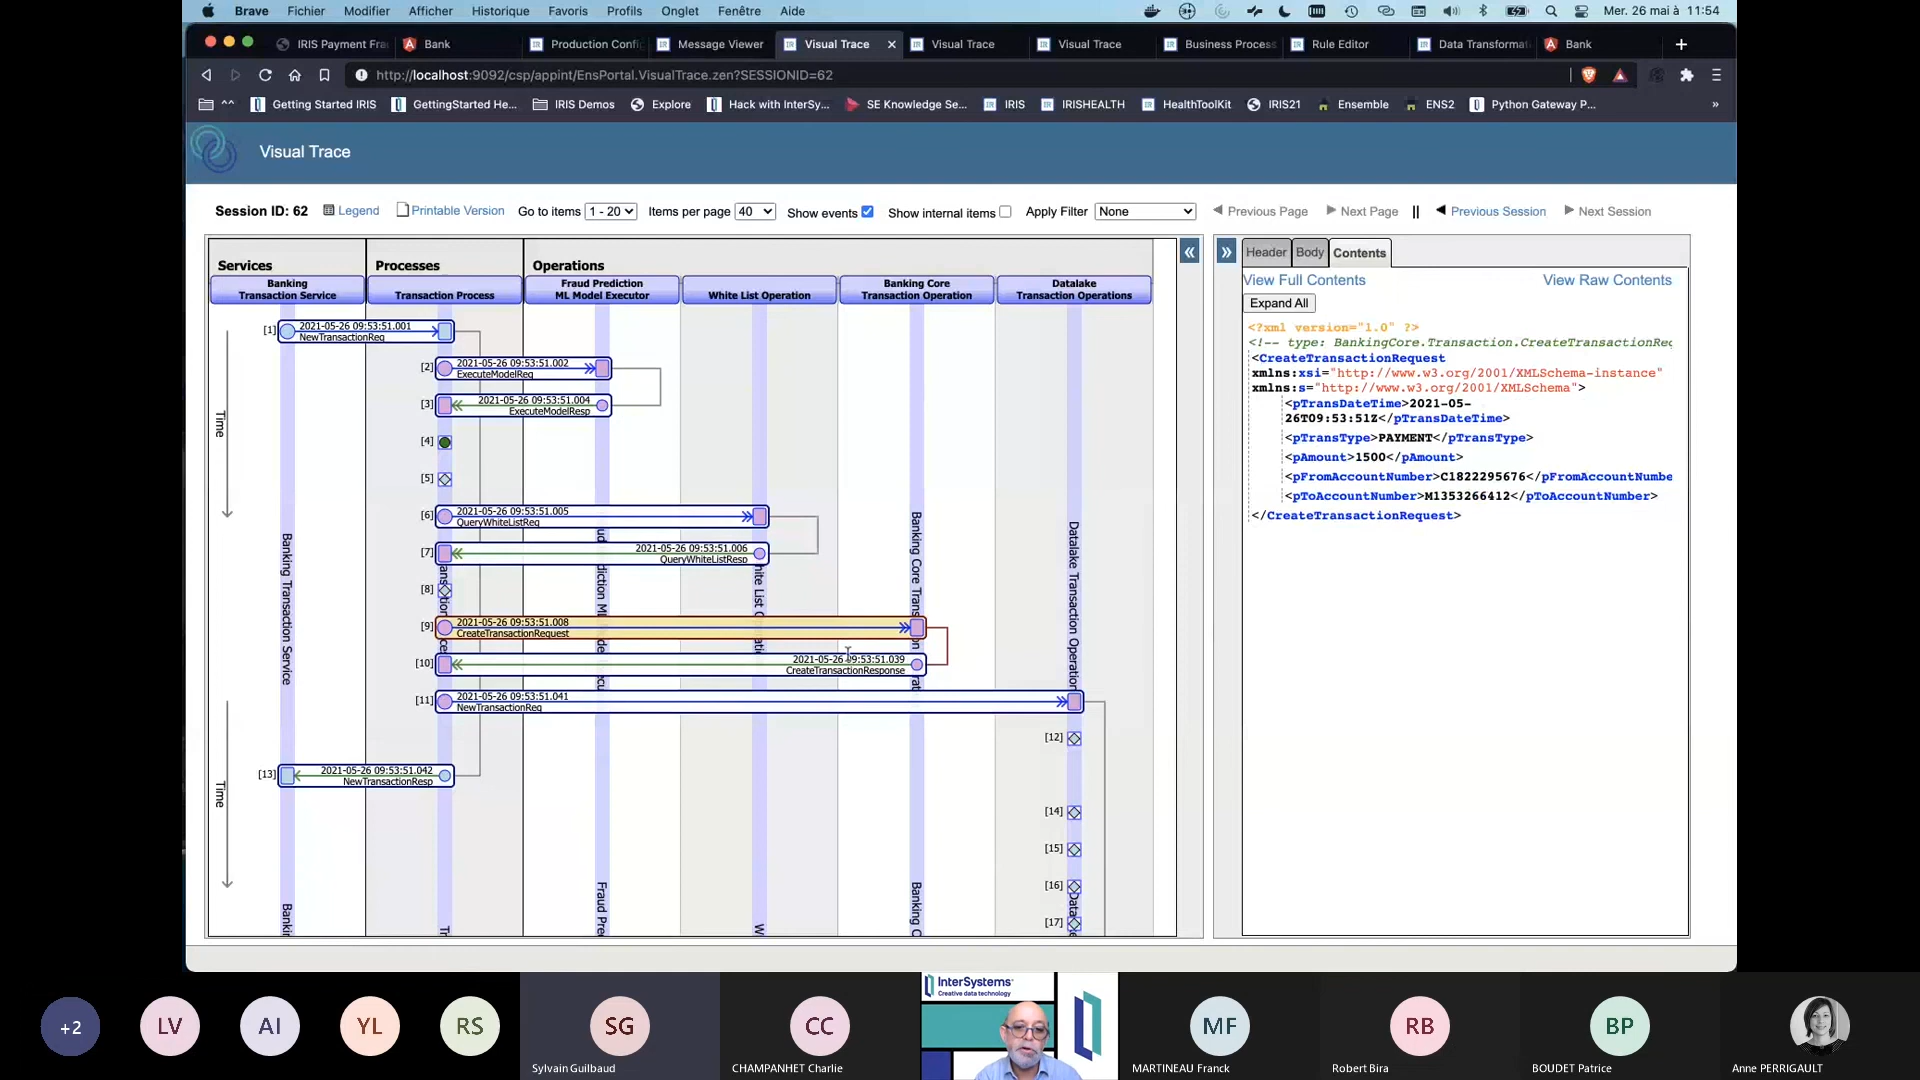 Brave Fichier Modifier Afficher Historique Favoris Profils Onglet Fenêtre Aide Mer. 26 mai à 11:54
IRIS Payment Fra Bank Production Config Message Viewer Visual Trace Visual Trace Visual Trace Business Process Rule Editor Data Transformat Bank
http://localhost:9092/csp/appint/EnsPortal.VisualTrace.zen?SESSIONID=62
^^ Getting Started IRIS GettingStarted He... IRIS Demos Explore Hack with InterSy... SE Knowledge Se... IRIS IRISHEALTH HealthToolKit IRIS21 Ensemble ENS2 Python Gateway P... »
Visual Trace
Session ID: 62 Legend Printable Version Go to items 1 - 20 Items per page 40 Show events Show internal items Apply Filter None Previous Page Next Page Previous Session Next Session
Services Processes Operations
Banking Transaction Service
Transaction Process
Fraud Prediction ML Model Executor
White List Operation
Banking Core Transaction Operation
Datalake Transaction Operations
[1] 2021-05-26 09:53:51.001
NewTransactionReq
[2] 2021-05-26 09:53:51.002
ExecuteModelReq
[3] 2021-05-26 09:53:51.004
ExecuteModelResp
[4]
[5]
[6] 2021-05-26 09:53:51.005
QueryWhiteListReq
[7] 2021-05-26 09:53:51.006
QueryWhiteListResp
[8]
[9] 2021-05-26 09:53:51.008
CreateTransactionRequest
[10] 2021-05-26 09:53:51.039
CreateTransactionResponse
[11] 2021-05-26 09:53:51.041
NewTransactionReq
[12]
[13] 2021-05-26 09:53:51.042
NewTransactionResp
[14]
[15]
[16]
[17]
Time
Time
Banking Transaction Service
Datalake Transaction Operation
Header Body Contents
View Full Contents View Raw Contents
Expand All
<?xml version="1.0" ?>
<!-- type: BankingCore.Transaction.CreateTransactionReq
<CreateTransactionRequest
xmlns:xsi="http://www.w3.org/2001/XMLSchema-instance"
xmlns:s="http://www.w3.org/2001/XMLSchema">
<pTransDateTime>2021-05-
26T09:53:51Z</pTransDateTime>
<pTransType>PAYMENT</pTransType>
<pAmount>1500</pAmount>
<pFromAccountNumber>C1822295676</pFromAccountNumbe
<pToAccountNumber>M1353266412</pToAccountNumber>
</CreateTransactionRequest>
+2 LV AI YL RS SG CC MF RB BP
InterSystems
Creative data technology
Sylvain Guilbaud CHAMPANHET Charlie MARTINEAU Franck Robert Bira BOUDET Patrice Anne PERRIGAULT